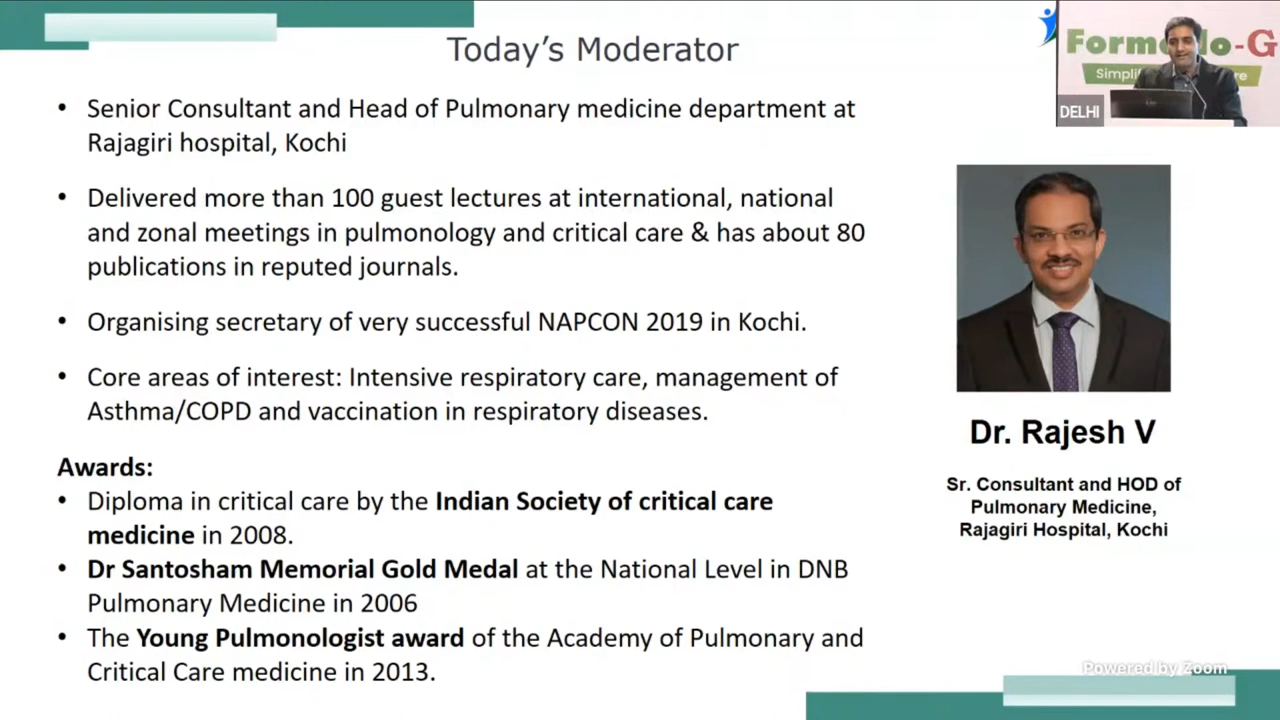 Today’s Moderator
• Senior Consultant and Head of Pulmonary medicine department at
Rajagiri hospital, Kochi
• Delivered more than 100 guest lectures at international, national
and zonal meetings in pulmonology and critical care & has about 80
publications in reputed journals.
• Organising secretary of very successful NAPCON 2019 in Kochi.
• Core areas of interest: Intensive respiratory care, management of
Asthma/COPD and vaccination in respiratory diseases.
Awards:
• Diploma in critical care by the Indian Society of critical care
medicine in 2008.
• Dr Santosham Memorial Gold Medal at the National Level in DNB
Pulmonary Medicine in 2006
• The Young Pulmonologist award of the Academy of Pulmonary and
Critical Care medicine in 2013.
DELHI
Dr. Rajesh V
Sr. Consultant and HOD of
Pulmonary Medicine,
Rajagiri Hospital, Kochi
Powered by Zoom